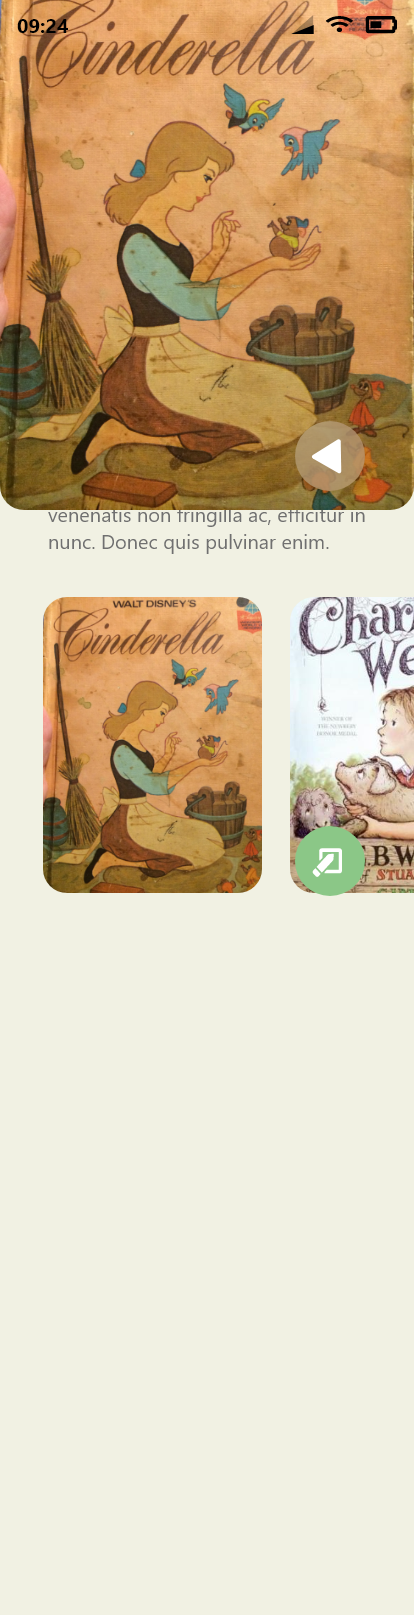 09:24
Cinderella
venenatis non fringilla ac, efficitur in
nunc. Donec quis pulvinar enim.
WALT DISNEY'S
Cinderella
Char
We
WINNER OF
THE NEWBERY
HONOR MEDAL
.B.W
of STUA